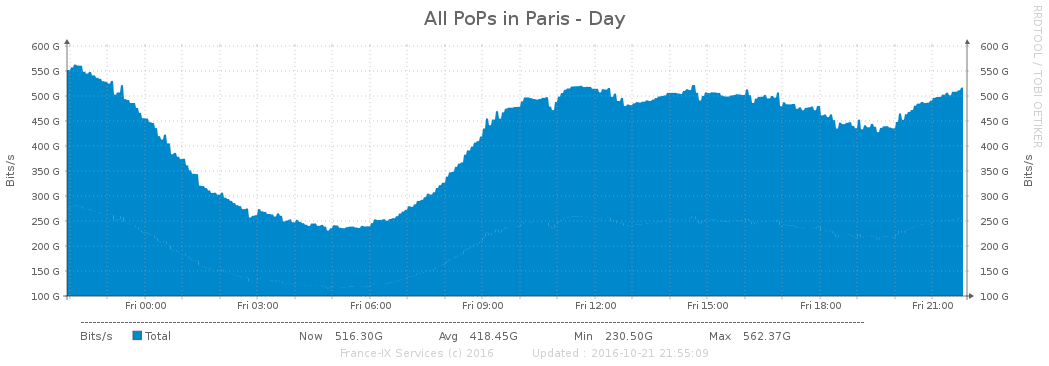 All PoPs in Paris - Day
RRDTOOL / TOBI OETIKER
Bits/s
600 G
550 G
500 G
450 G
400 G
350 G
300 G
250 G
200 G
150 G
100 G
600 G
550 G
500 G
450 G
400 G
350 G
300 G
250 G
200 G
150 G
100 G
Bits/s
Fri 00:00 Fri 03:00 Fri 06:00 Fri 09:00 Fri 12:00 Fri 15:00 Fri 18:00 Fri 21:00
Bits/s Total Now 516.30G Avg 418.45G Min 230.50G Max 562.37G
France-IX Services (c) 2016 Updated : 2016-10-21 21:55:09